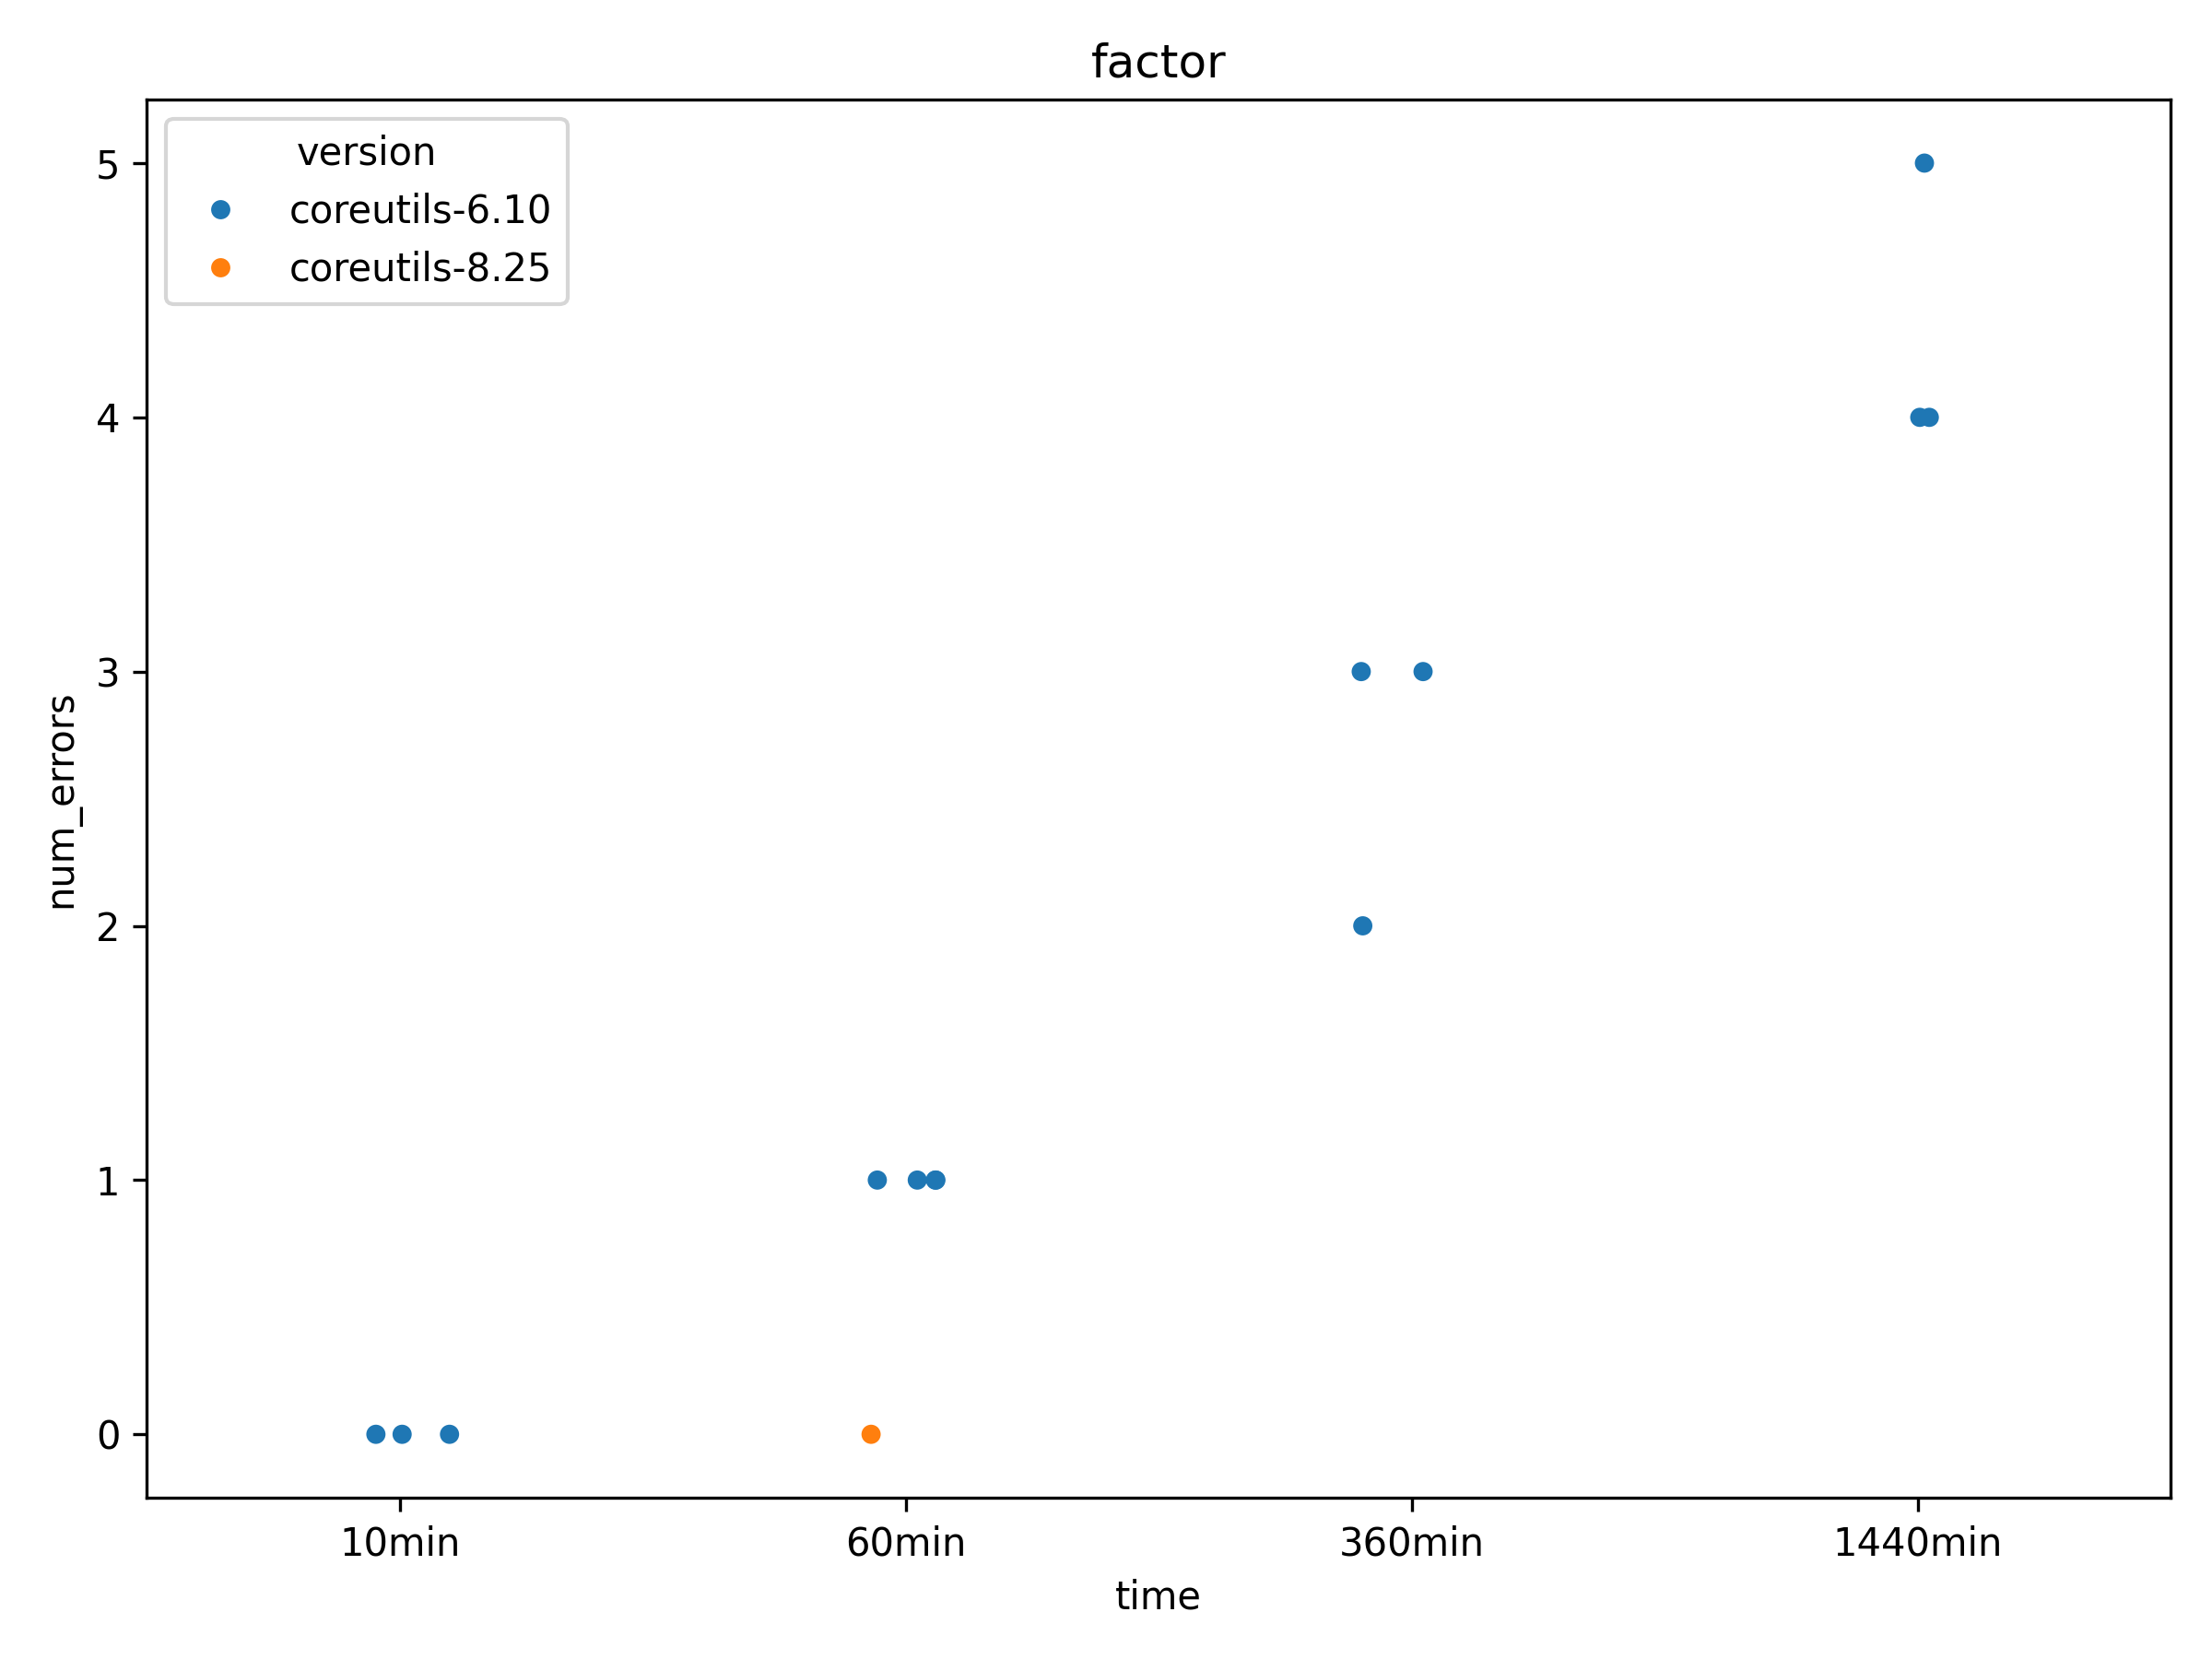 factor
version
coreutils-6.10
coreutils-8.25
num_errors
5
4
3
2
1
0
10min 60min 360min 1440min
time